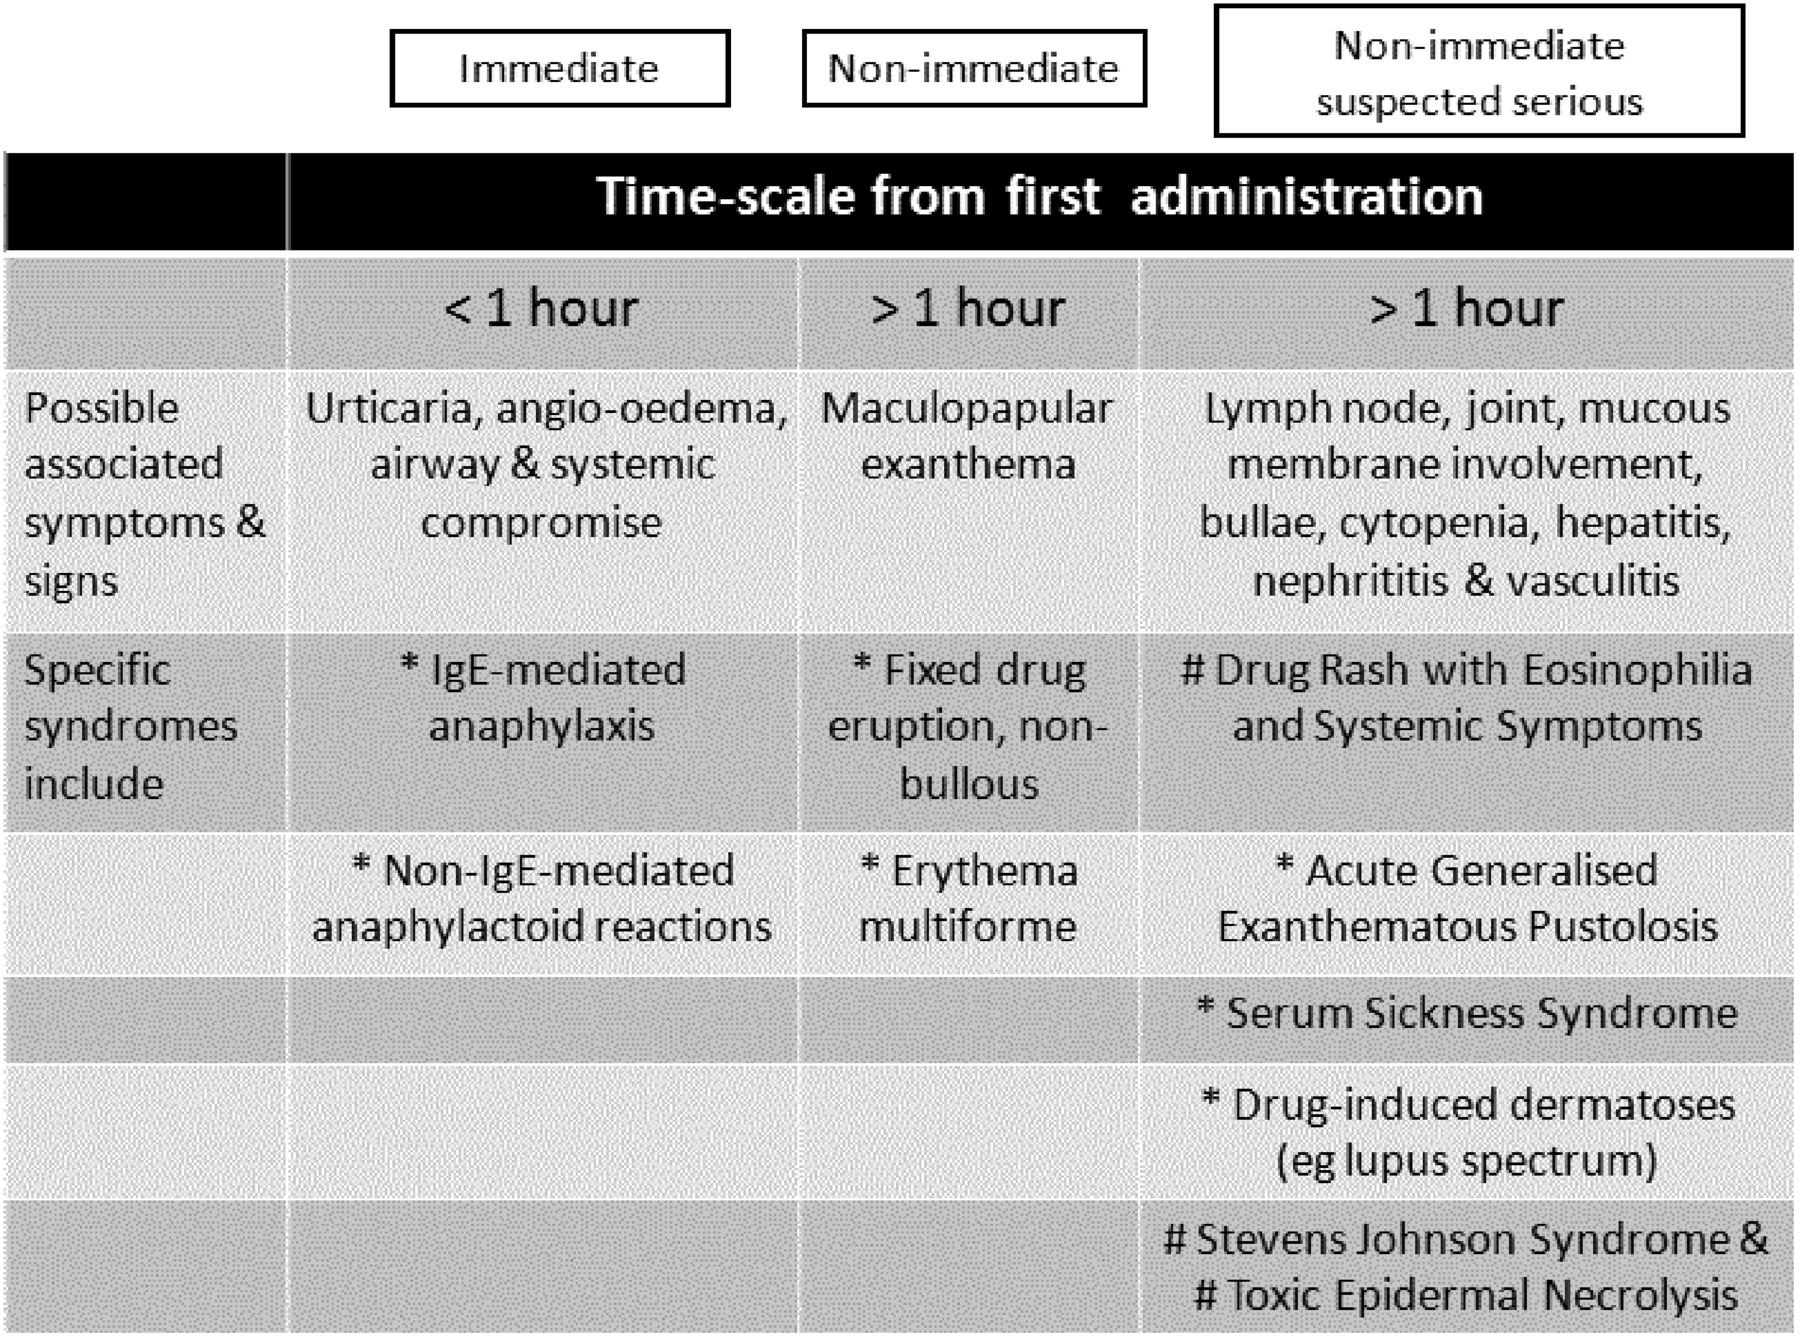 Immediate
Non-immediate
Non-immediate
suspected serious
Time-scale from first administration
< 1 hour
> 1 hour
> 1 hour
Possible
associated
symptoms &
signs
Urticaria, angio-oedema,
airway & systemic
compromise
Maculopapular
exanthema
Lymph node, joint, mucous
membrane involvement,
bullae, cytopenia, hepatitis,
nephrititis & vasculitis
Specific
syndromes
include
* IgE-mediated
anaphylaxis
* Fixed drug
eruption, non-
bullous
# Drug Rash with Eosinophilia
and Systemic Symptoms
* Non-IgE-mediated
anaphylactoid reactions
* Erythema
multiforme
* Acute Generalised
Exanthematous Pustolosis
* Serum Sickness Syndrome
* Drug-induced dermatoses
(eg lupus spectrum)
# Stevens Johnson Syndrome &
# Toxic Epidermal Necrolysis